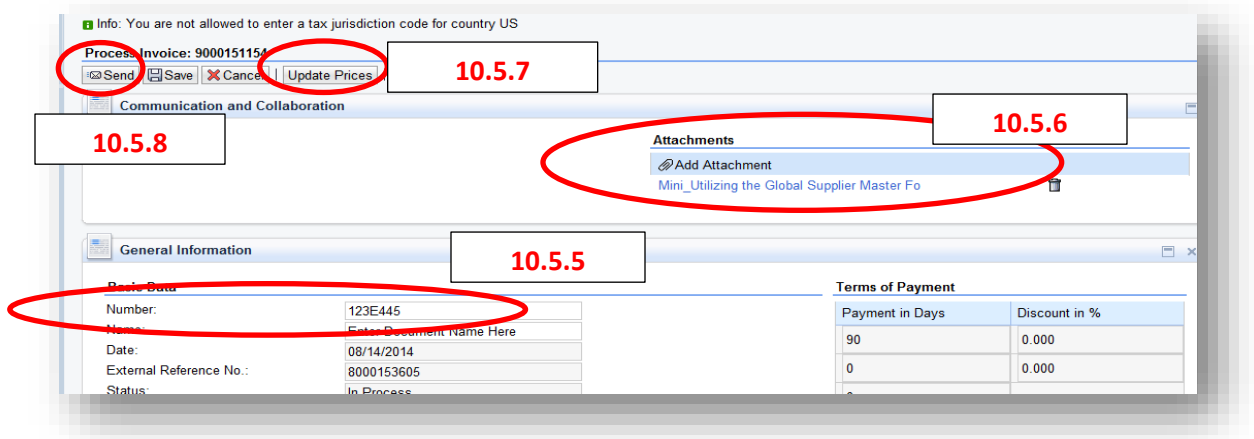 Info: You are not allowed to enter a tax jurisdiction code for country US
Process Invoice: 9000151154
Send Save Cancel Update Prices
10.5.7
Communication and Collaboration
10.5.8
10.5.6
Attachments
Add Attachment
Mini_Utilizing the Global Supplier Master Fo
General Information
10.5.5
Basic Data
Terms of Payment
Number: 123E445
Payment in Days Discount in %
Name: Enter Document Name Here
90 0.000
Date: 08/14/2014
External Reference No.: 8000153605
0 0.000
Status: In Process